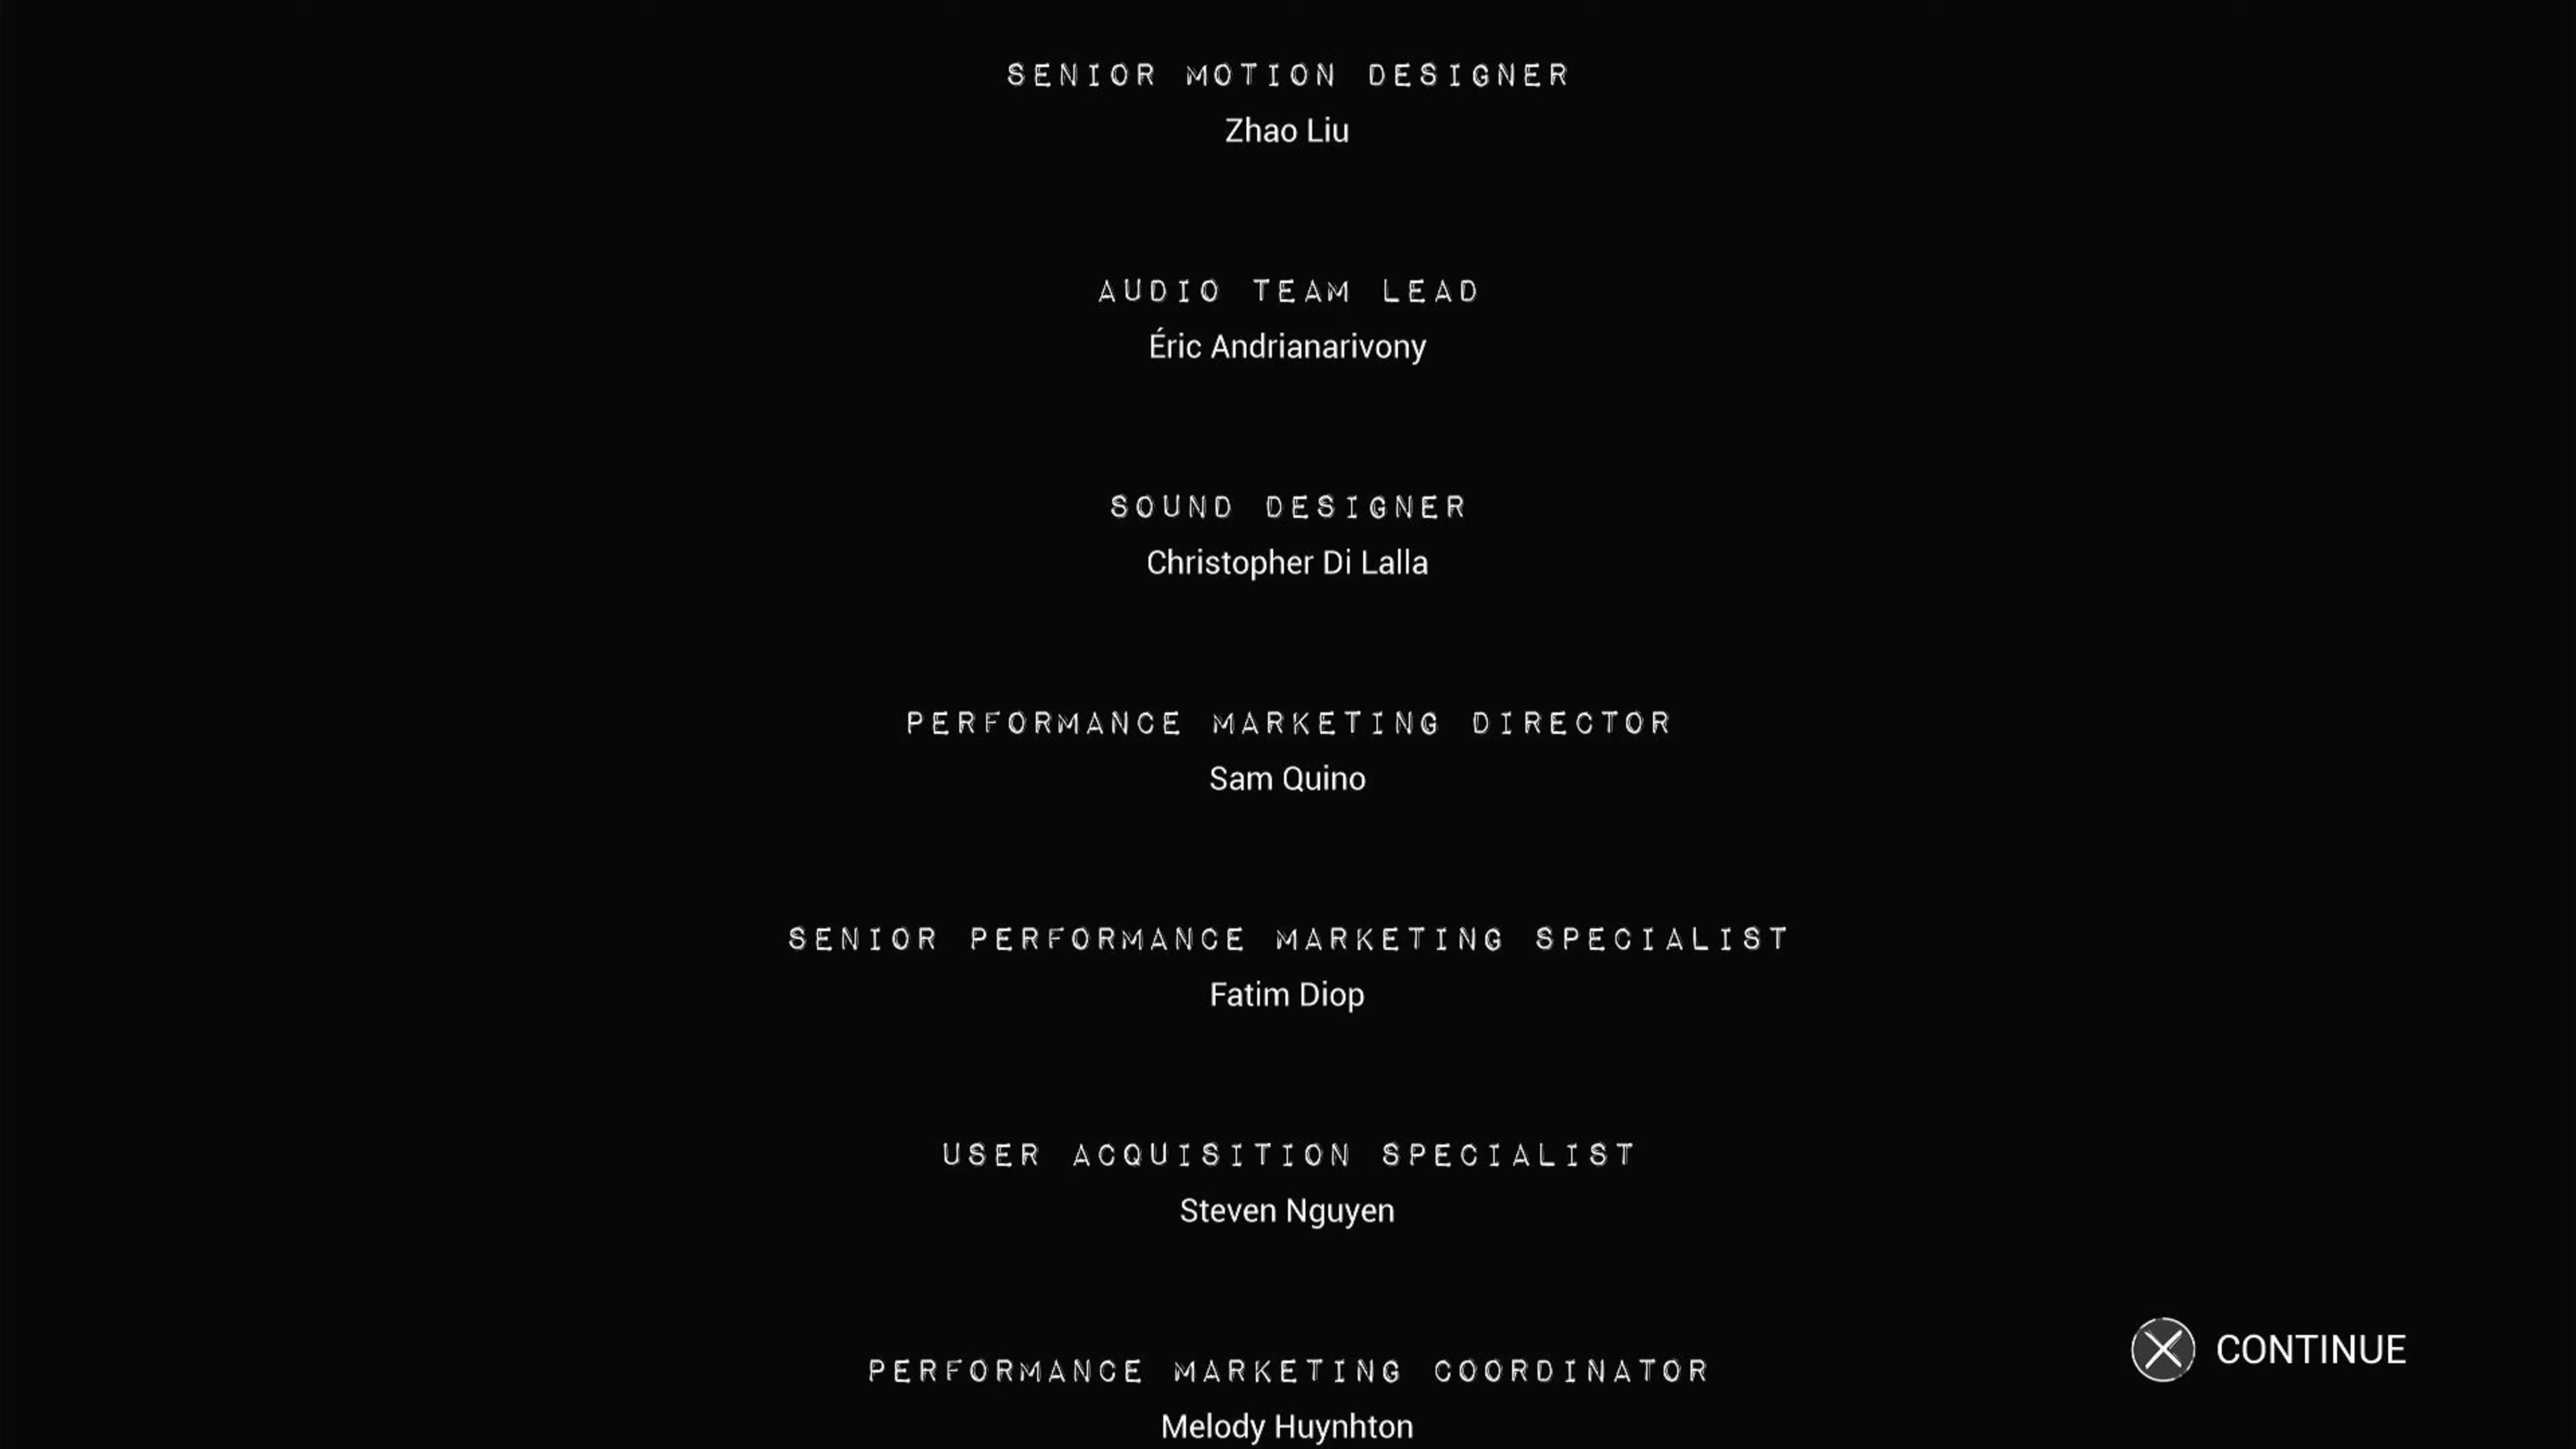 SENIOR MOTION DESIGNER
Zhao Liu
AUDIO TEAM LEAD
Éric Andrianarivony
SOUND DESIGNER
Christopher Di Lalla
PERFORMANCE MARKETING DIRECTOR
Sam Quino
SENIOR PERFORMANCE MARKETING SPECIALIST
Fatim Diop
USER ACQUISITION SPECIALIST
Steven Nguyen
PERFORMANCE MARKETING COORDINATOR
Melody Huynhton
CONTINUE